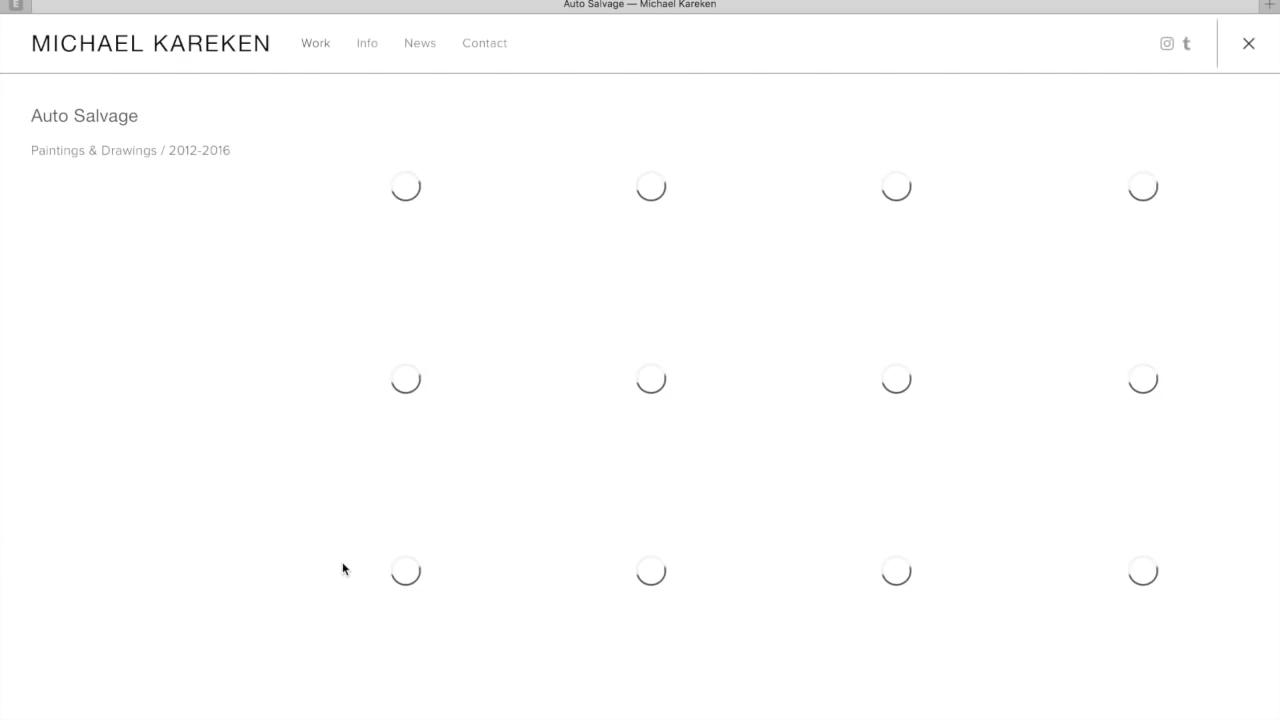 E
Auto Salvage — Michael Kareken
MICHAEL KAREKEN Work Info News Contact t
Auto Salvage
Paintings & Drawings / 2012-2016